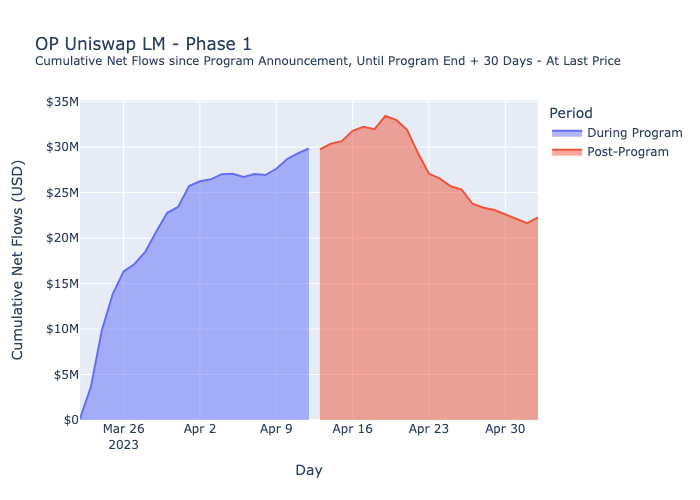 OP Uniswap LM - Phase 1
Cumulative Net Flows since Program Announcement, Until Program End + 30 Days - At Last Price
Period
During Program
Post-Program
Cumulative Net Flows (USD)
$35M
$30M
$25M
$20M
$15M
$10M
$5M
$0
Mar 26
2023
Apr 2
Apr 9
Apr 16
Apr 23
Apr 30
Day